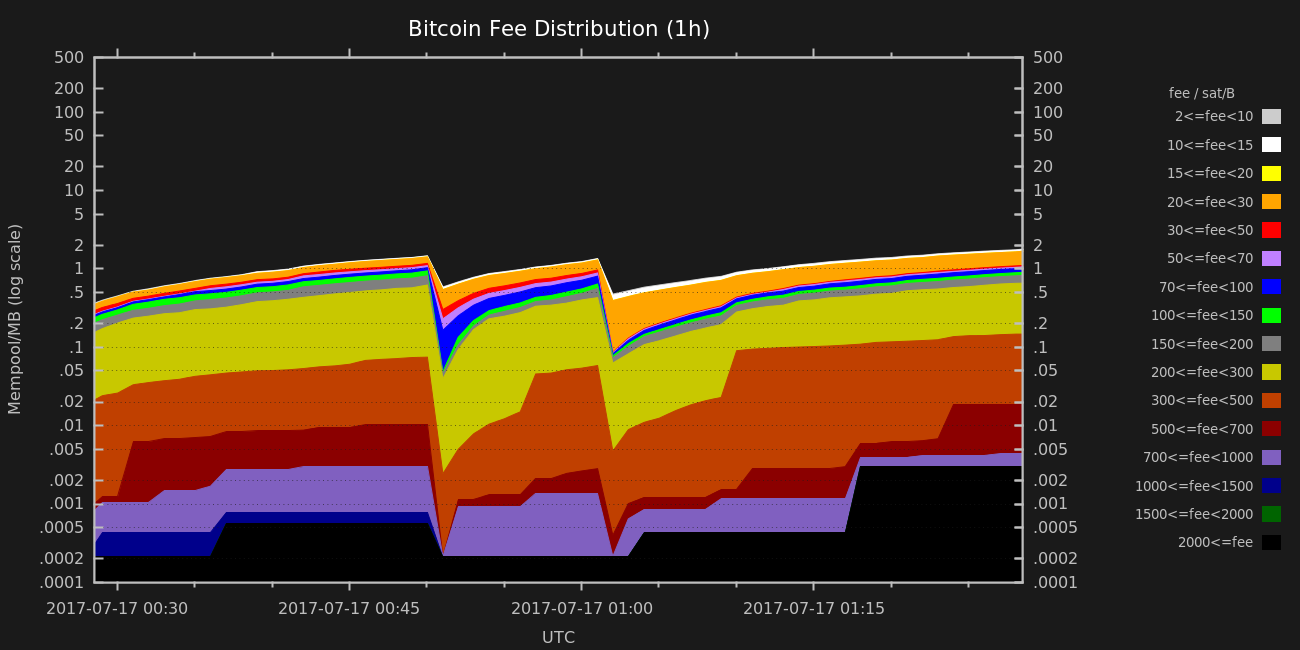 Bitcoin Fee Distribution (1h)
Mempool/MB (log scale)
500
200
100
50
20
10
5
2
1
.5
.2
.1
.05
.02
.01
.005
.002
.001
.0005
.0002
.0001
500
200
100
50
20
10
5
2
1
.5
.2
.1
.05
.02
.01
.005
.002
.001
.0005
.0002
.0001
2017-07-17 00:30
2017-07-17 00:45
2017-07-17 01:00
2017-07-17 01:15
UTC
fee / sat/B
2<=fee<10
10<=fee<15
15<=fee<20
20<=fee<30
30<=fee<50
50<=fee<70
70<=fee<100
100<=fee<150
150<=fee<200
200<=fee<300
300<=fee<500
500<=fee<700
700<=fee<1000
1000<=fee<1500
1500<=fee<2000
2000<=fee